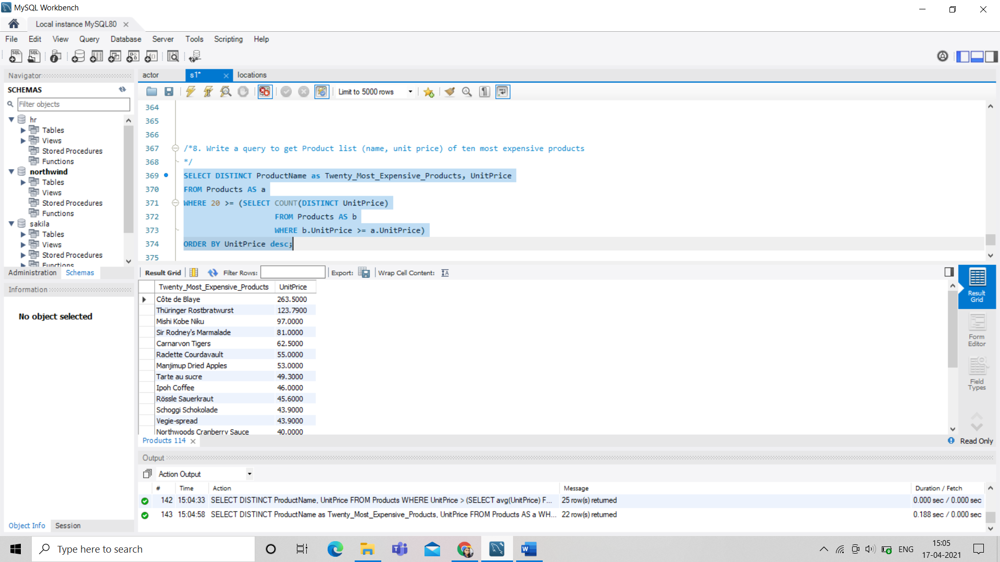 MySQL Workbench
Local instance MySQL80
File Edit View Query Database Server Tools Scripting Help
Navigator
SCHEMAS
Filter objects
hr
Tables
Views
Stored Procedures
Functions
northwind
Tables
Views
Stored Procedures
Functions
sakila
Tables
Views
Stored Procedures
Functions
Administration Schemas
Information
No object selected
Object Info Session
actor s1* locations
Limit to 5000 rows
364
365
366
367 /*8. Write a query to get Product list (name, unit price) of ten most expensive products
368 */
369 SELECT DISTINCT ProductName as Twenty_Most_Expensive_Products, UnitPrice
370 FROM Products AS a
371 WHERE 20 >= (SELECT COUNT(DISTINCT UnitPrice)
372 FROM Products AS b
373 WHERE b.UnitPrice >= a.UnitPrice)
374 ORDER BY UnitPrice desc;
375
Result Grid Filter Rows: Export: Wrap Cell Content:
Twenty_Most_Expensive_Products UnitPrice
Côte de Blaye 263.5000
Thüringer Rostbratwurst 123.7900
Mishi Kobe Niku 97.0000
Sir Rodney's Marmalade 81.0000
Carnarvon Tigers 62.5000
Raclette Courdavault 55.0000
Manjimup Dried Apples 53.0000
Tarte au sucre 49.3000
Ipoh Coffee 46.0000
Rössle Sauerkraut 45.6000
Schoggi Schokolade 43.9000
Vegie-spread 43.9000
Northwoods Cranberry Sauce 40.0000
Result
Grid
Form
Editor
Field
Types
Products 114
Read Only
Output
Action Output
# Time Action Message Duration / Fetch
142 15:04:33 SELECT DISTINCT ProductName, UnitPrice FROM Products WHERE UnitPrice > (SELECT avg(UnitPrice) F... 25 row(s) returned 0.000 sec / 0.000 sec
143 15:04:58 SELECT DISTINCT ProductName as Twenty_Most_Expensive_Products, UnitPrice FROM Products AS a WH... 22 row(s) returned 0.188 sec / 0.000 sec
Type here to search
ENG
15:05
17-04-2021